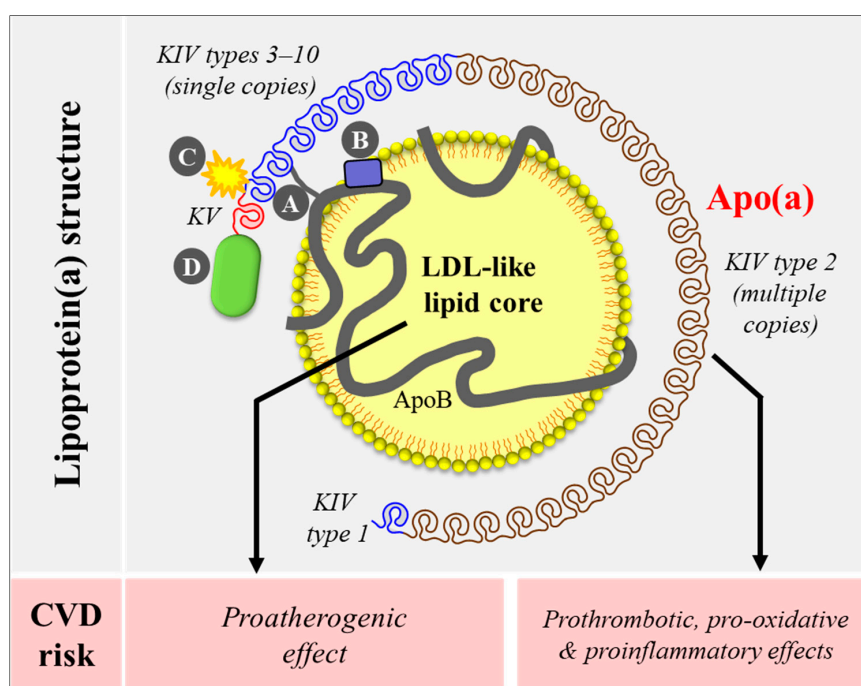 Lipoprotein(a) structure
KIV types 3–10
(single copies)
C
B
A
KV
D
Apo(a)
KIV type 2
(multiple
copies)
LDL-like
lipid core
ApoB
KIV
type 1
CVD
risk
Proatherogenic
effect
Prothrombotic, pro-oxidative
& proinflammatory effects